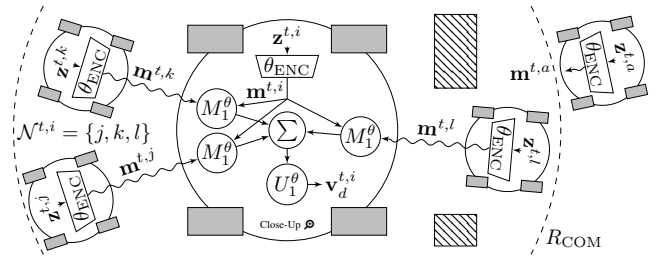 z^{t,k}
θ_ENC
m^{t,k}
z^{t,i}
θ_ENC
m^{t,i}
m^{t,a}
θ_ENC
z^{t,a}
N^{t,i} = {j, k, l}
M_1^θ
M_1^θ
∑
M_1^θ
m^{t,l}
θ_ENC
z^{t,l}
m^{t,j}
z^{t,j}
θ_ENC
U_1^θ
v_d^{t,i}
Close-Up
R_COM